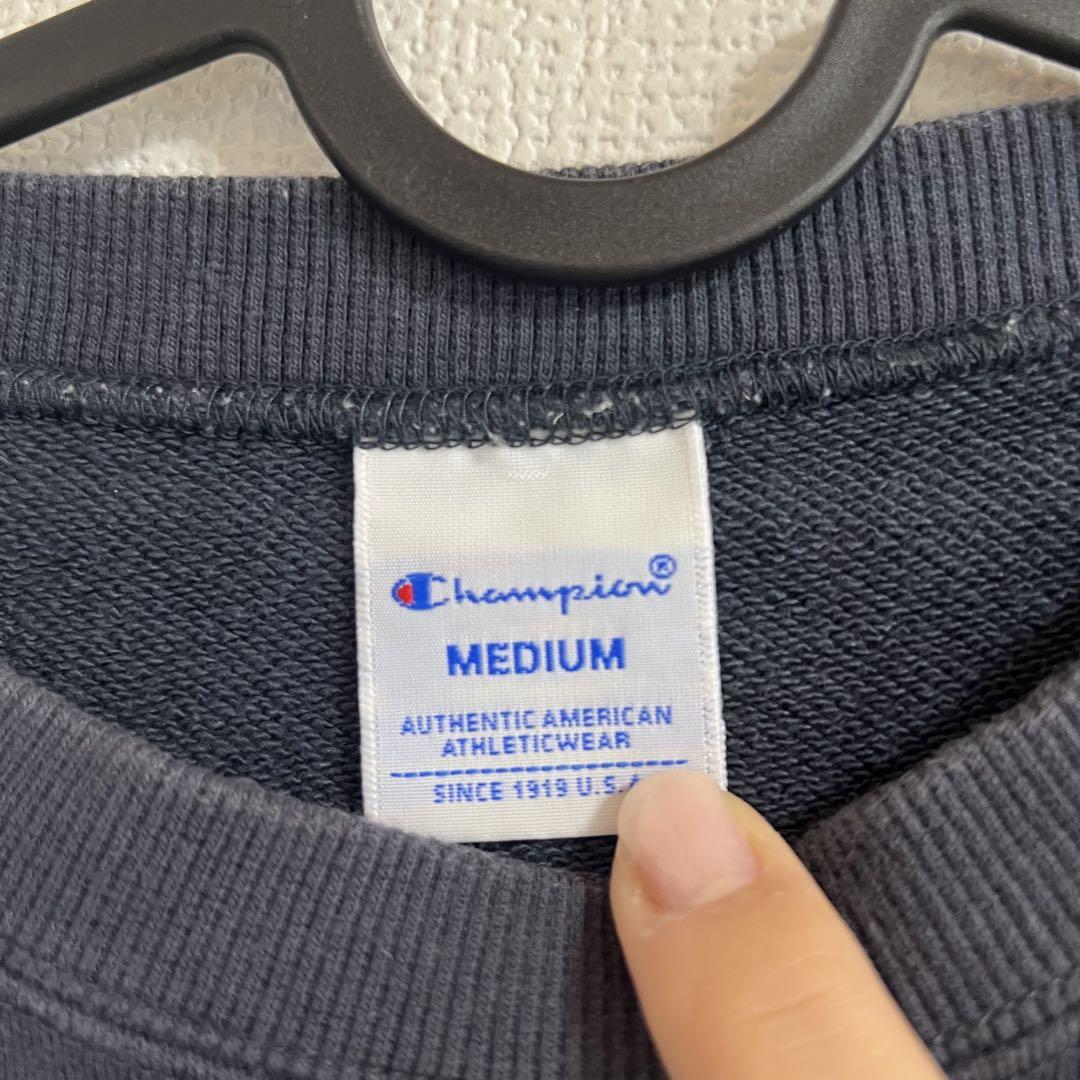 Champion®
MEDIUM
AUTHENTIC AMERICAN
ATHLETICWEAR
SINCE 1919 U.S.